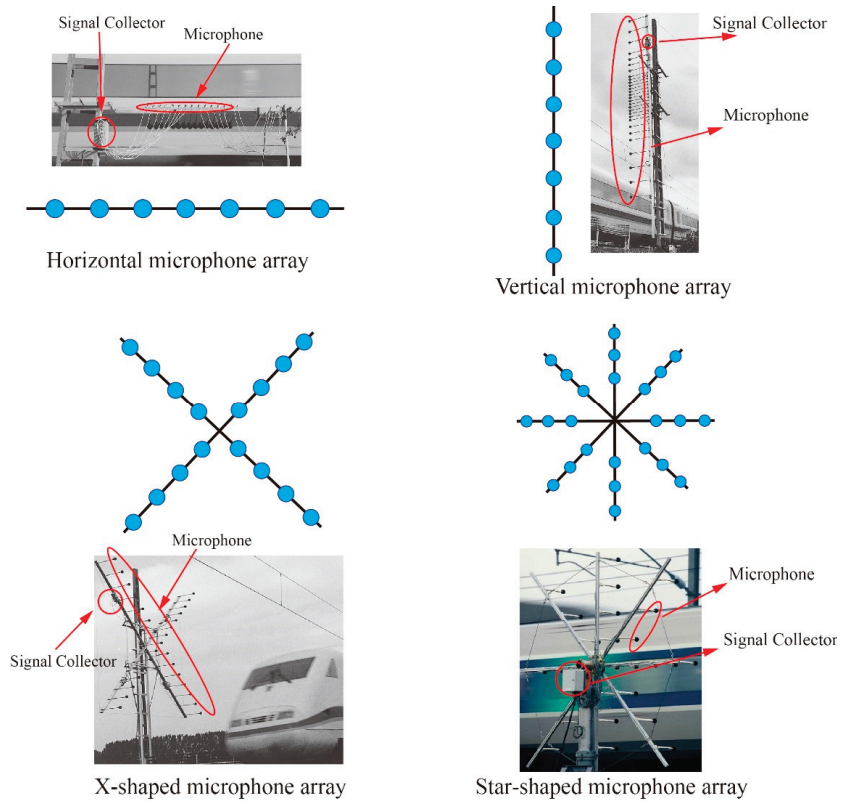 Signal Collector
Microphone
Horizontal microphone array
Signal Collector
Microphone
Vertical microphone array
Microphone
Signal Collector
X-shaped microphone array
Microphone
Signal Collector
Star-shaped microphone array